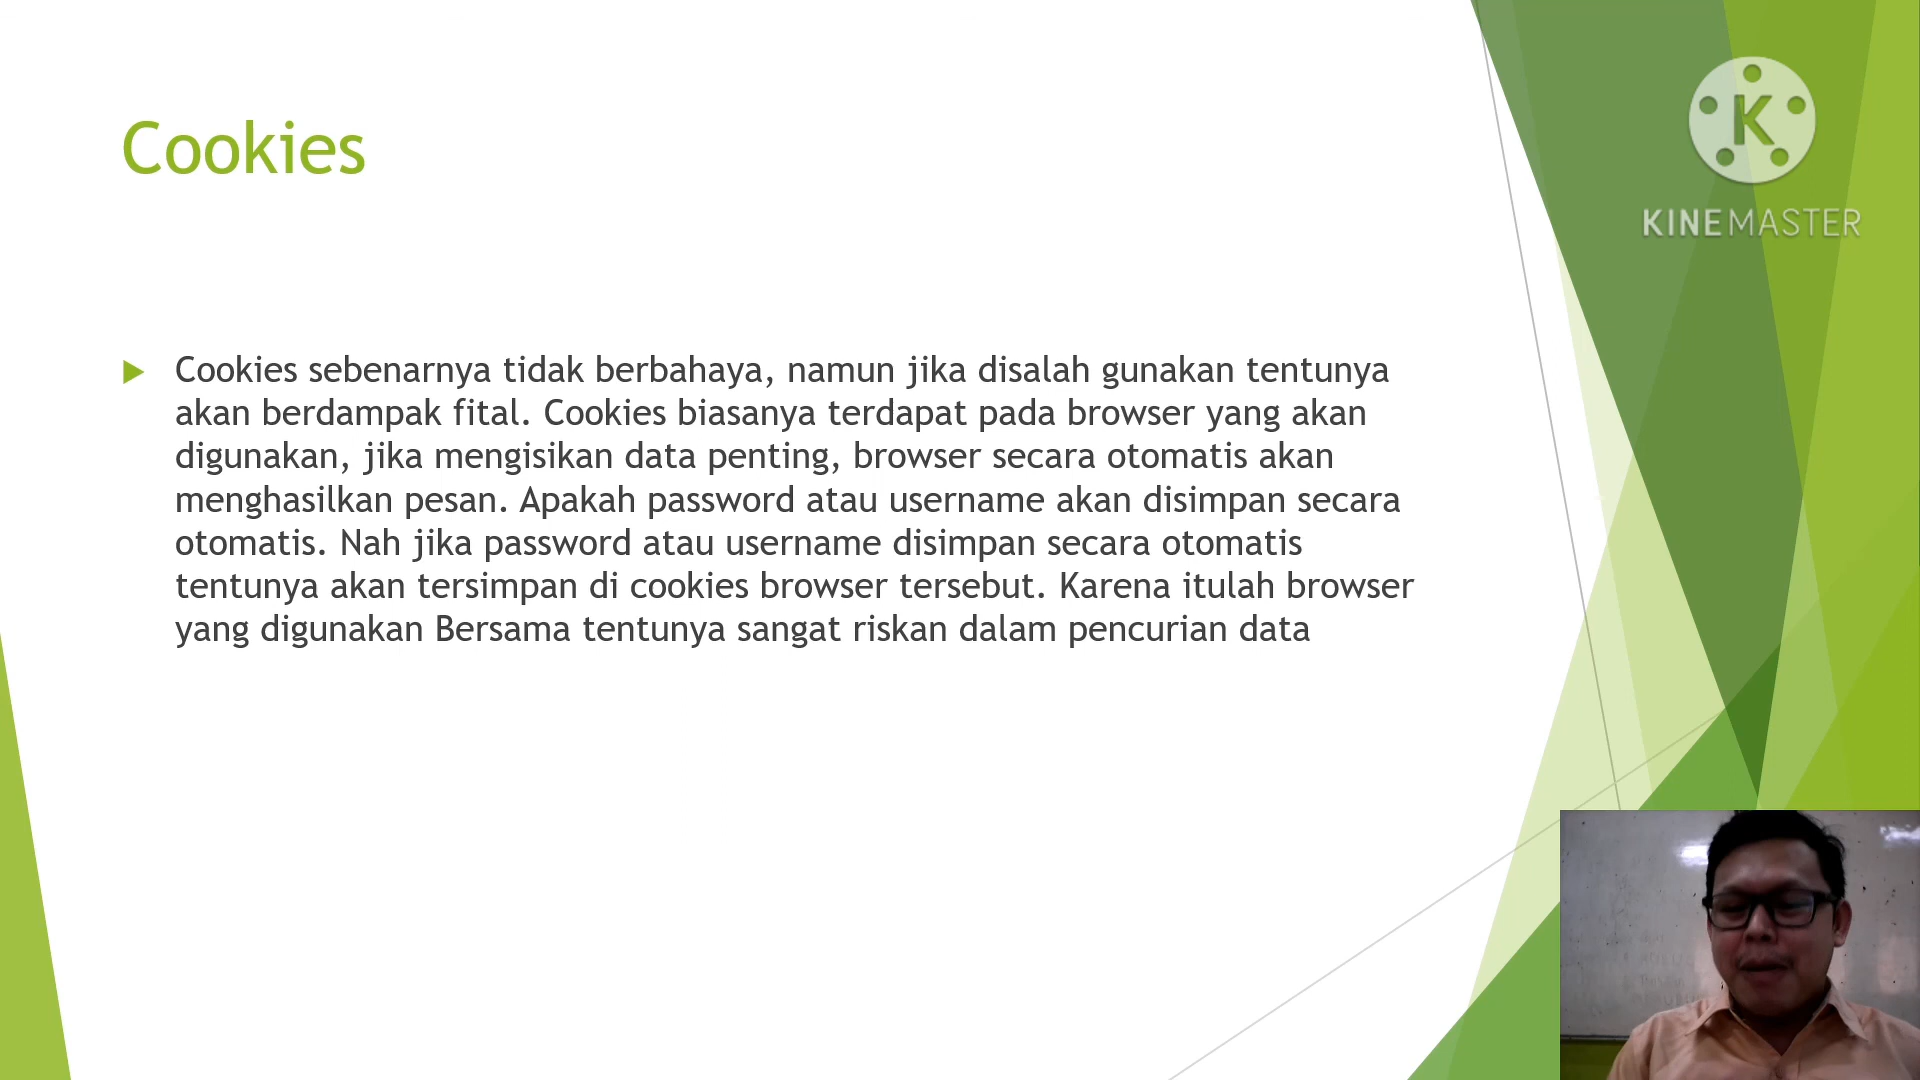 Cookies
Cookies sebenarnya tidak berbahaya, namun jika disalah gunakan tentunya
akan berdampak fital. Cookies biasanya terdapat pada browser yang akan
digunakan, jika mengisikan data penting, browser secara otomatis akan
menghasilkan pesan. Apakah password atau username akan disimpan secara
otomatis. Nah jika password atau username disimpan secara otomatis
tentunya akan tersimpan di cookies browser tersebut. Karena itulah browser
yang digunakan Bersama tentunya sangat riskan dalam pencurian data
K
KINEMASTER